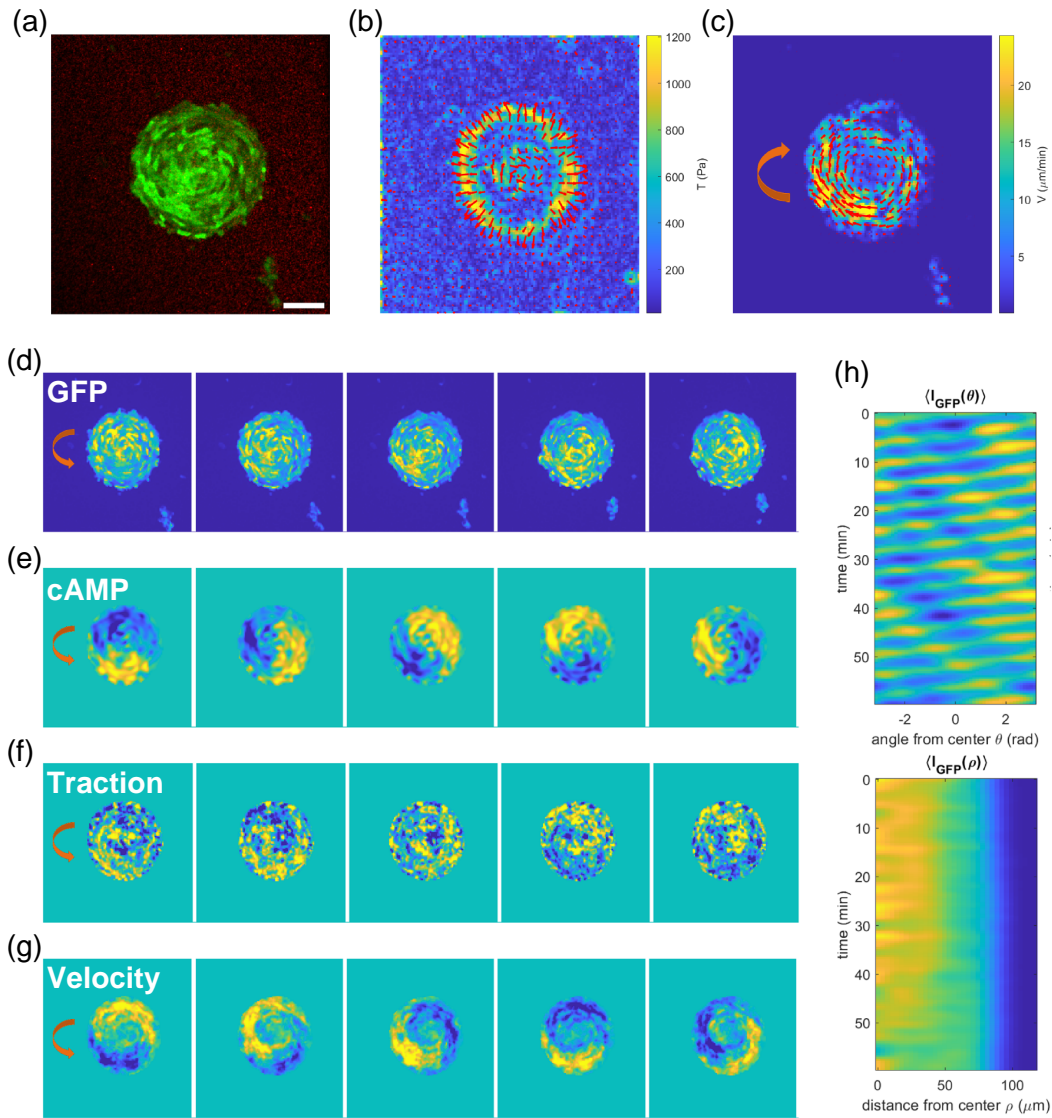 (a)
(b)
1200
1000
800
600
400
200
T (Pa)
(c)
20
15
10
5
V (μm/min)
(d)
GFP
(e)
cAMP
(f)
Traction
(g)
Velocity
(h)
⟨I_GFP(θ)⟩
0
10
20
30
40
50
time (min)
-2 0 2
angle from center θ (rad)
⟨I_GFP(ρ)⟩
0
10
20
30
40
50
time (min)
0 50 100
distance from center ρ (μm)